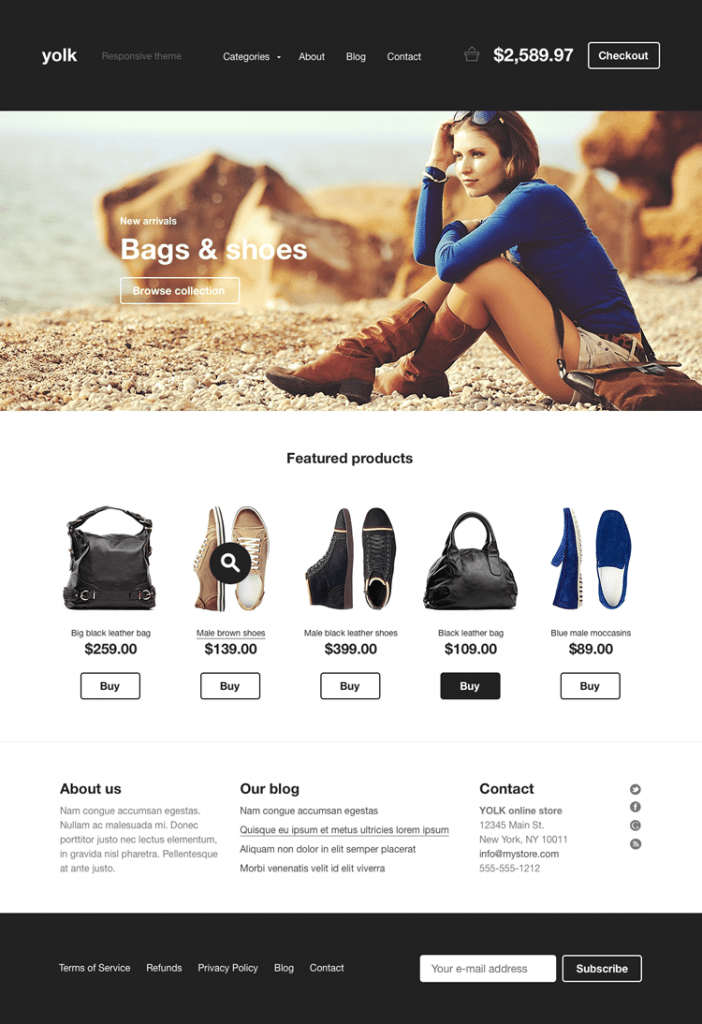 yolk Responsive theme Categories About Blog Contact $2,589.97 Checkout
New arrivals
Bags & shoes
Browse collection
Featured products
Big black leather bag
$259.00
Buy
Male brown shoes
$139.00
Buy
Male black leather shoes
$399.00
Buy
Black leather bag
$109.00
Buy
Blue male moccasins
$89.00
Buy
About us
Nam congue accumsan egestas.
Nullam ac malesuada mi. Donec
porttitor justo nec lectus elementum,
in gravida nisl pharetra. Pellentesque
at ante justo.
Our blog
Nam congue accumsan egestas
Quisque eu ipsum et metus ultricies lorem ipsum
Aliquam non dolor in elit semper placerat
Morbi venenatis velit id elit viverra
Contact
YOLK online store
12345 Main St.
New York, NY 10011
info@mystore.com
555-555-1212
Terms of Service Refunds Privacy Policy Blog Contact
Your e-mail address Subscribe